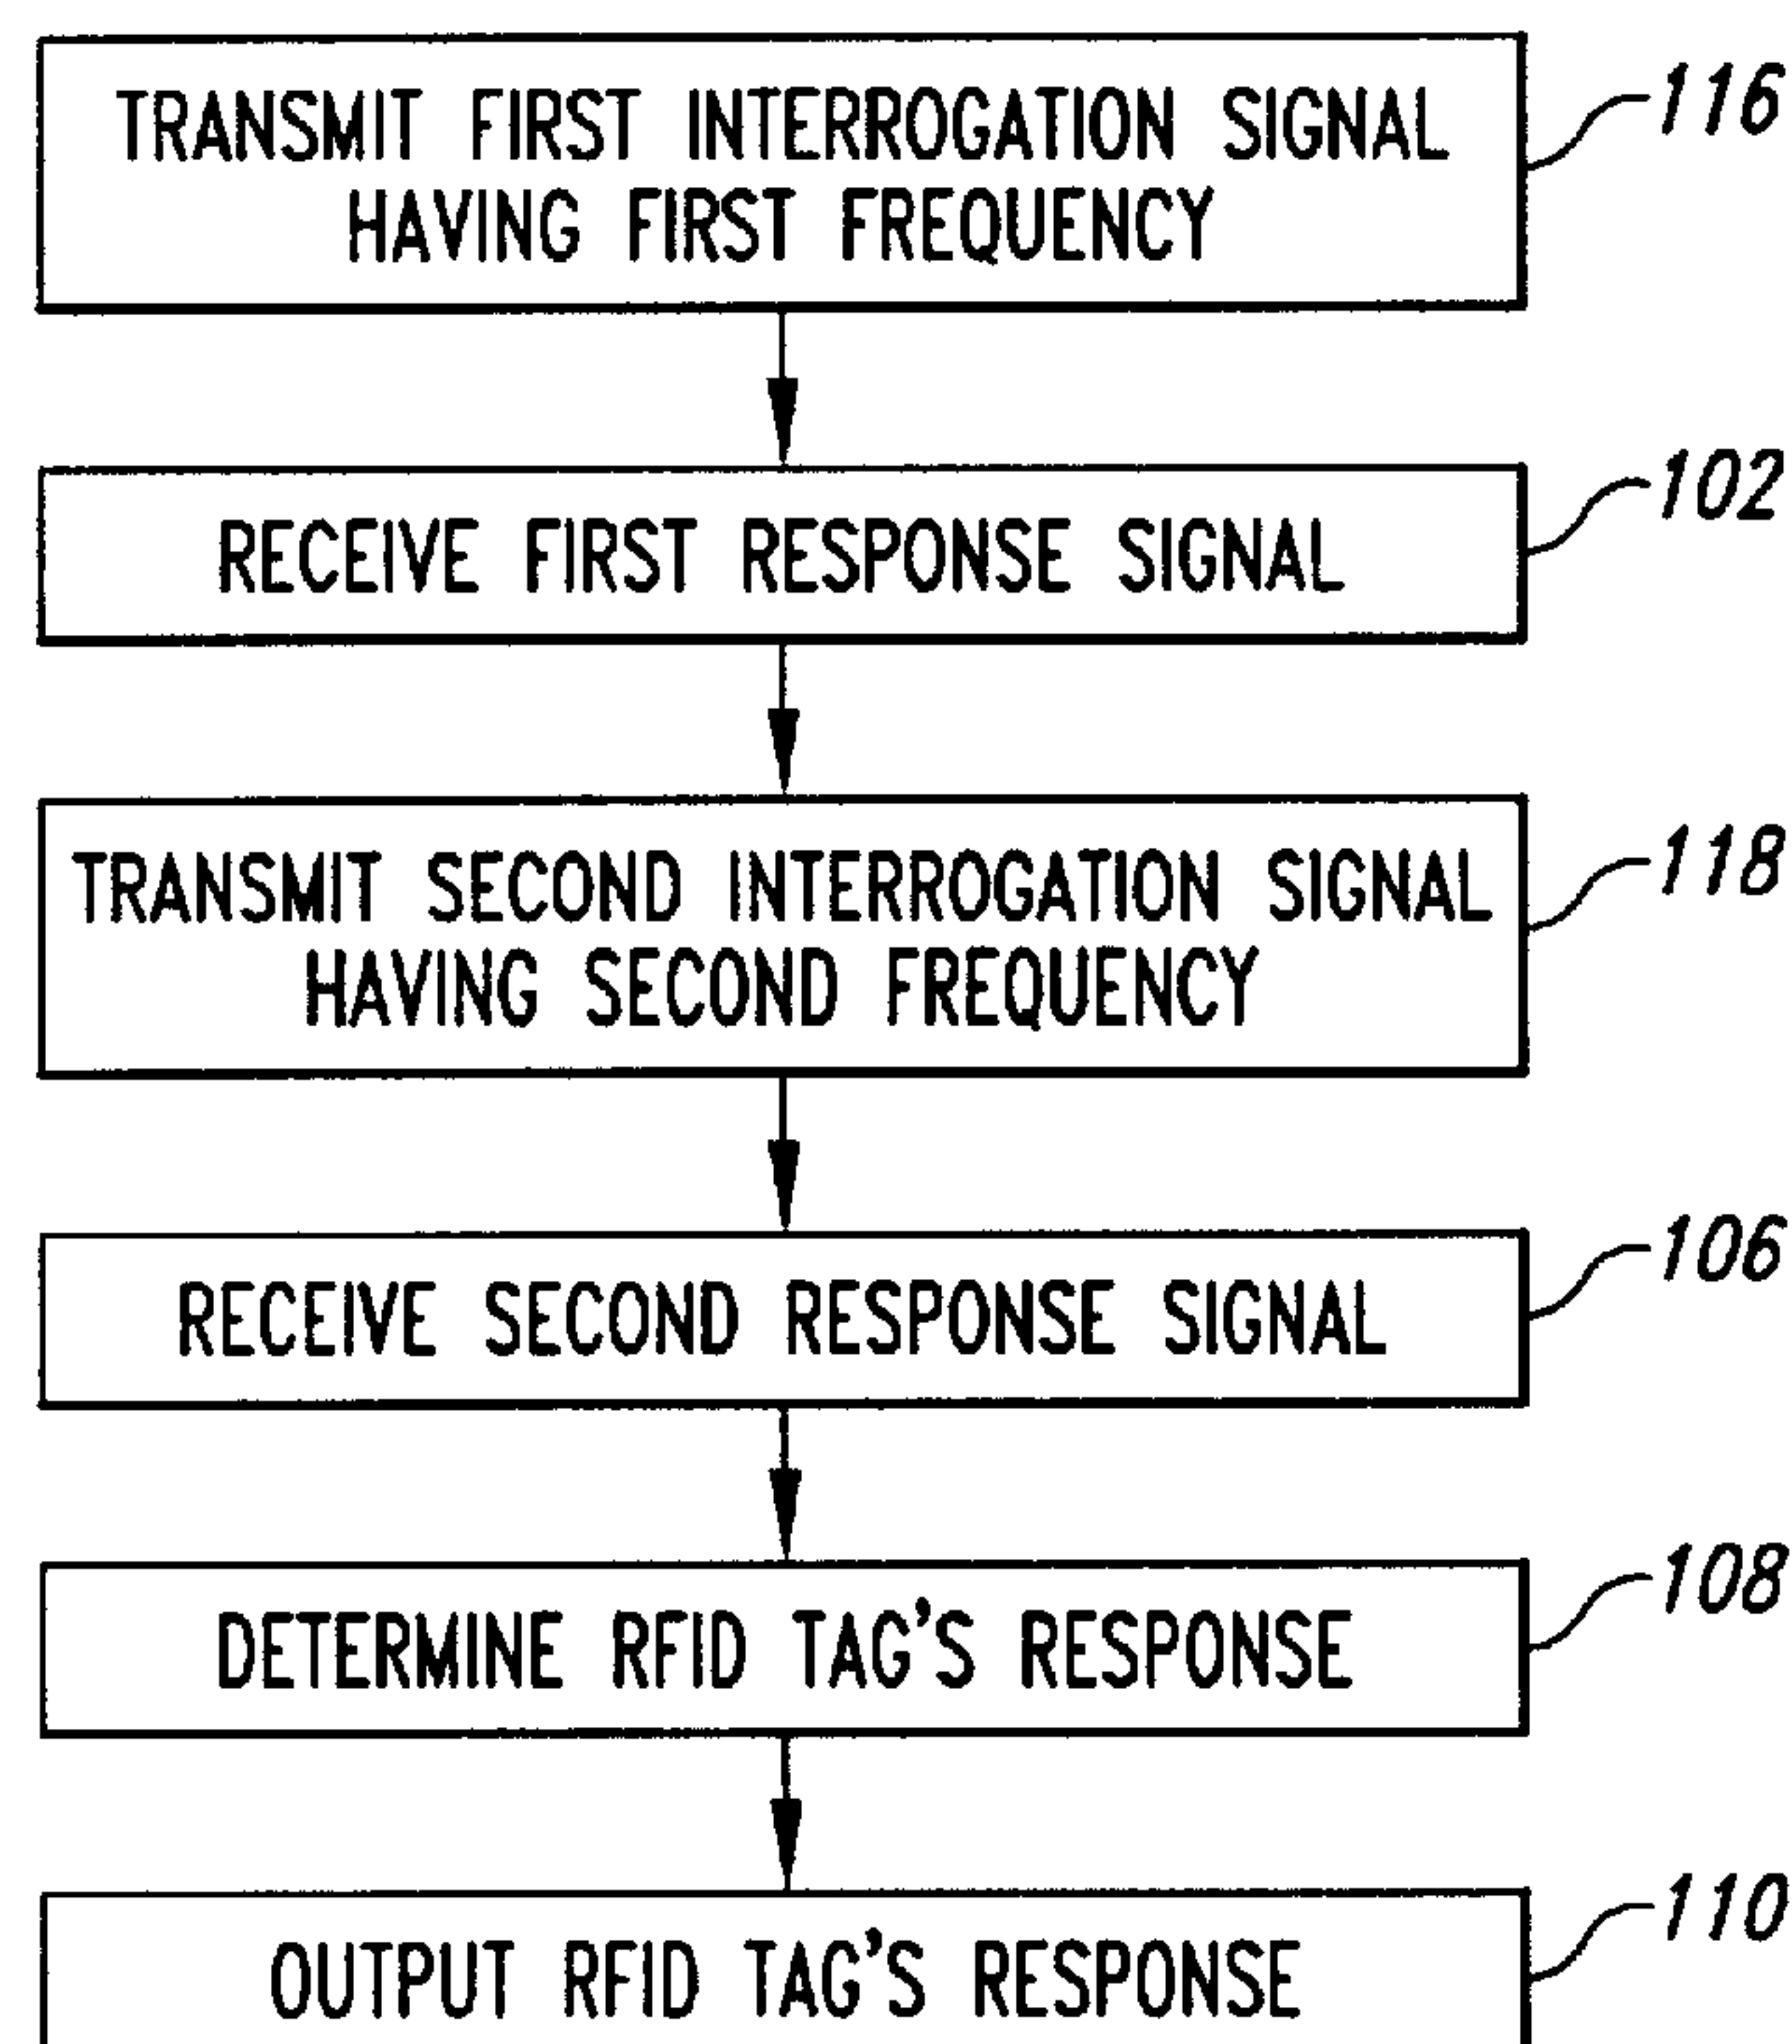 TRANSMIT FIRST INTERROGATION SIGNAL
HAVING FIRST FREQUENCY
116
RECEIVE FIRST RESPONSE SIGNAL
102
TRANSMIT SECOND INTERROGATION SIGNAL
HAVING SECOND FREQUENCY
118
RECEIVE SECOND RESPONSE SIGNAL
106
DETERMINE RFID TAG'S RESPONSE
108
OUTPUT RFID TAG'S RESPONSE
110